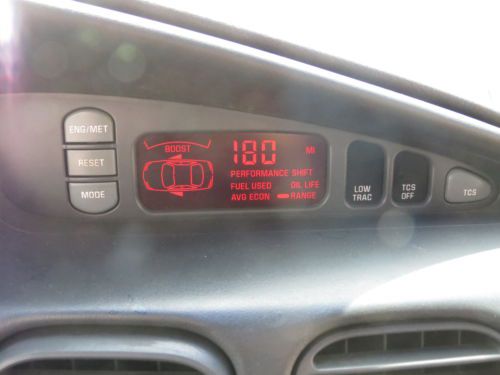 ENG/MET
RESET
MODE
BOOST
180 MI
PERFORMANCE SHIFT
FUEL USED OIL LIFE
AVG ECON RANGE
LOW
TRAC
TCS
OFF
TCS